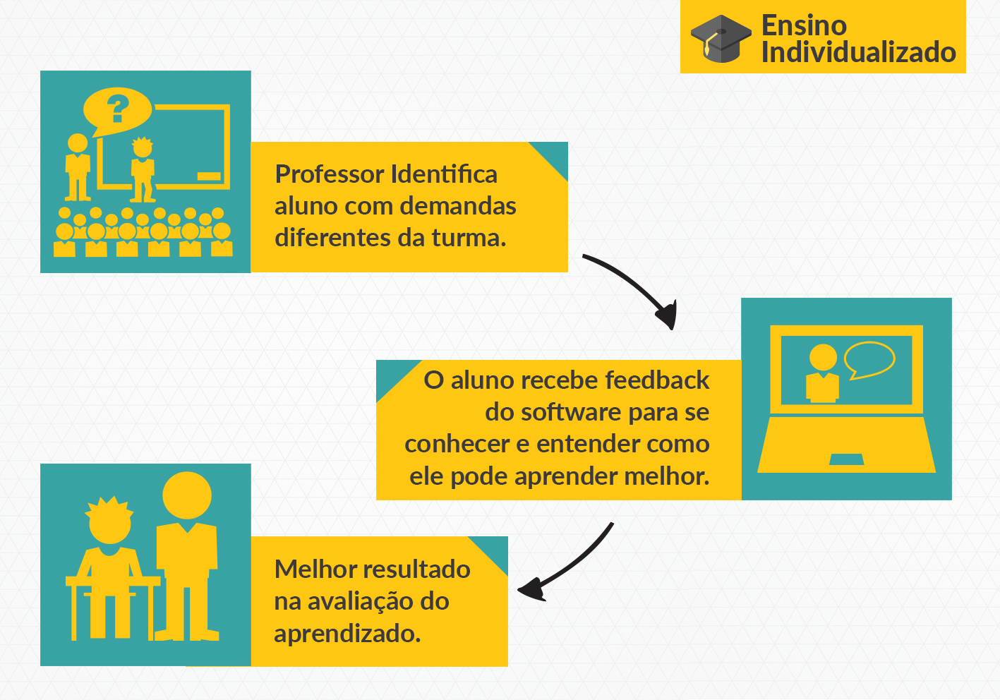 Ensino
Individualizado
?
Professor Identifica
aluno com demandas
diferentes da turma.
O aluno recebe feedback
do software para se
conhecer e entender como
ele pode aprender melhor.
Melhor resultado
na avaliação do
aprendizado.